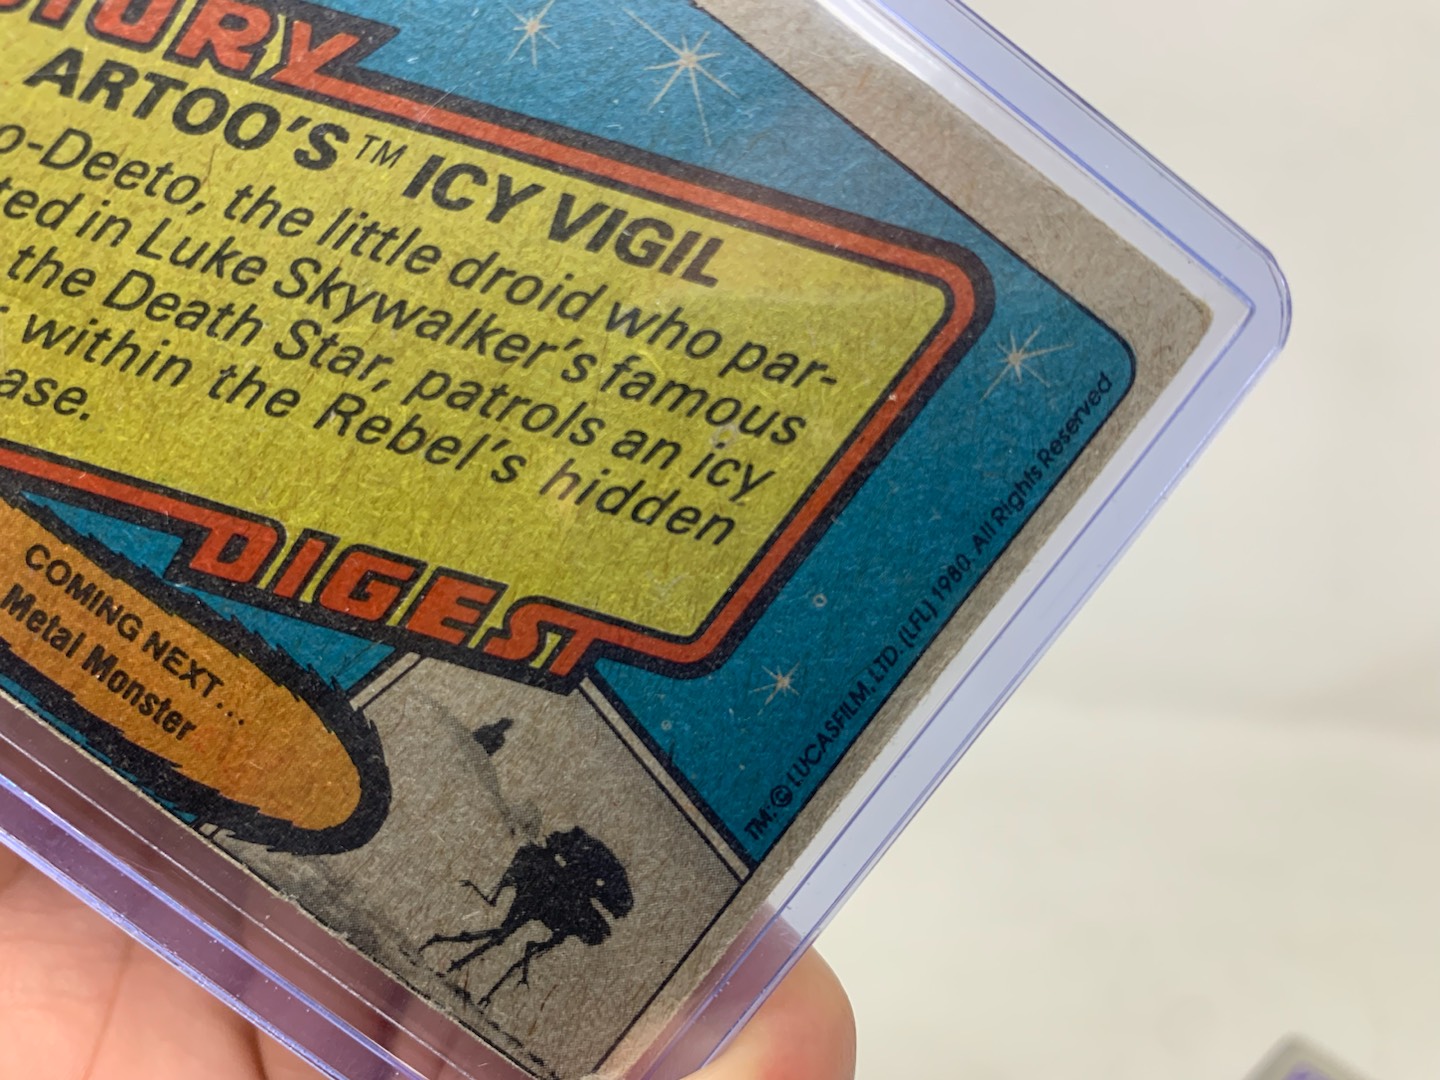 ARTOO'S™ ICY VIGIL
o-Deeto, the little droid who par-
ted in Luke Skywalker's famous
the Death Star, patrols an icy
within the Rebel's hidden
ase.
DIGEST
COMING NEXT...
Metal Monster
TM: © LUCASFILM, LTD. (LFL) 1980. All Rights Reserved